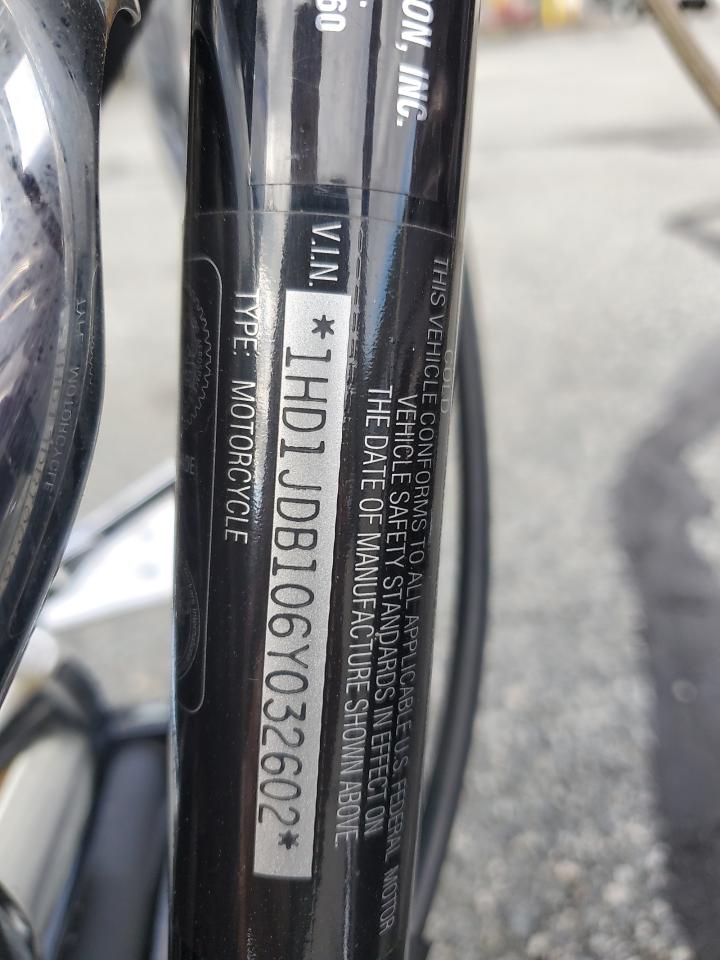 ON, INC.
60
THIS VEHICLE CONFORMS TO ALL APPLICABLE U.S. FEDERAL MOTOR
VEHICLE SAFETY STANDARDS IN EFFECT ON
THE DATE OF MANUFACTURE SHOWN ABOVE
V.I.N. *1HD1JDB106Y032602*
TYPE: MOTORCYCLE